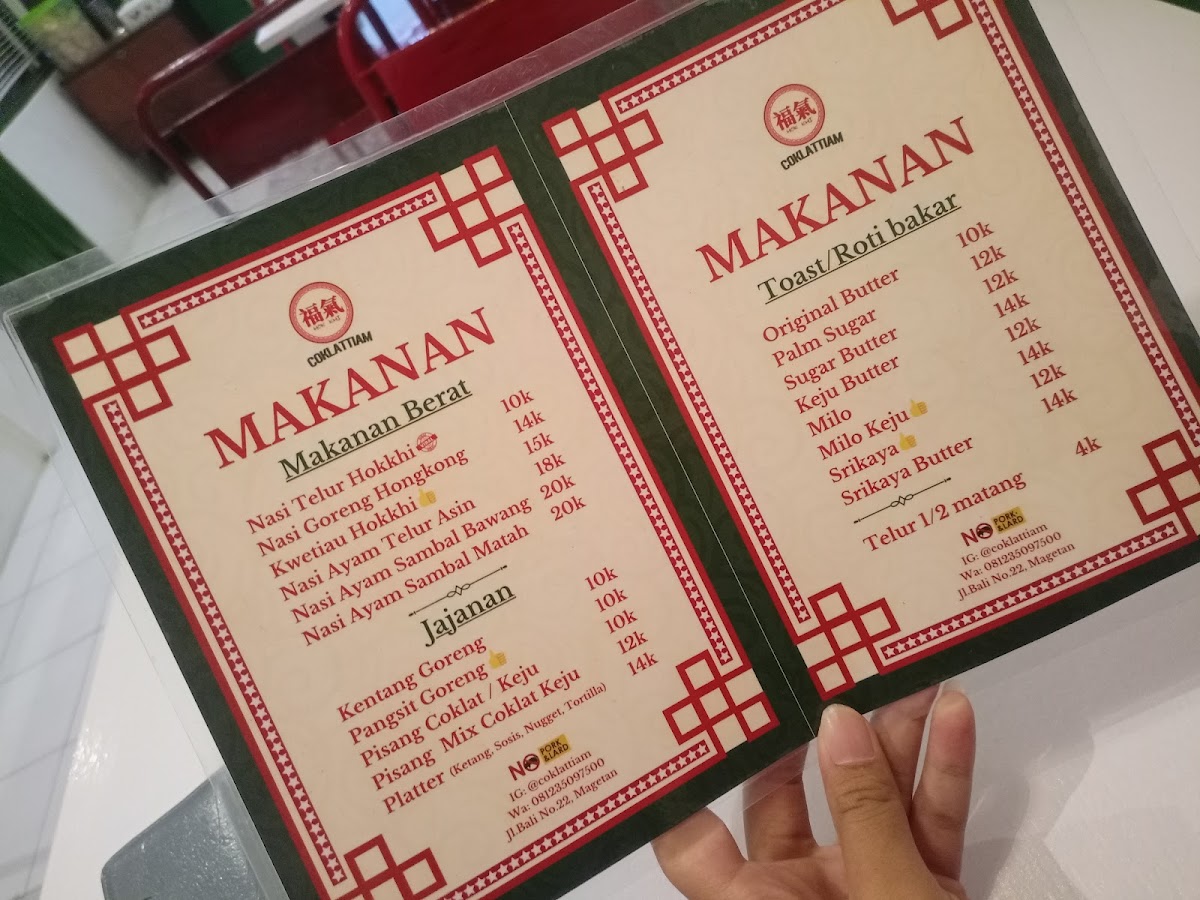 福氣
COKLATTIAM
MAKANAN
Makanan Berat
Nasi Telur Hokkhi 10k
Nasi Goreng Hongkong 14k
Kwetiau Hokkhi 15k
Nasi Ayam Telur Asin 18k
Nasi Ayam Sambal Bawang 20k
Nasi Ayam Sambal Matah 20k
Jajanan
Kentang Goreng 10k
Pangsit Goreng 10k
Pisang Coklat / Keju 10k
Pisang Mix Coklat Keju 12k
Platter (Ketang, Sosis, Nugget, Tortilla) 14k
NO PORK & LARD
IG: @coklattiam
Wa: 081235097500
Jl.Bali No.22, Magetan
福氣
COKLATTIAM
MAKANAN
Toast/Roti bakar
Original Butter 10k
Palm Sugar 12k
Sugar Butter 12k
Keju Butter 14k
Milo 12k
Milo Keju 14k
Srikaya 12k
Srikaya Butter 14k
Telur 1/2 matang 4k
NO PORK & LARD
IG: @coklattiam
Wa: 081235097500
Jl.Bali No.22, Magetan